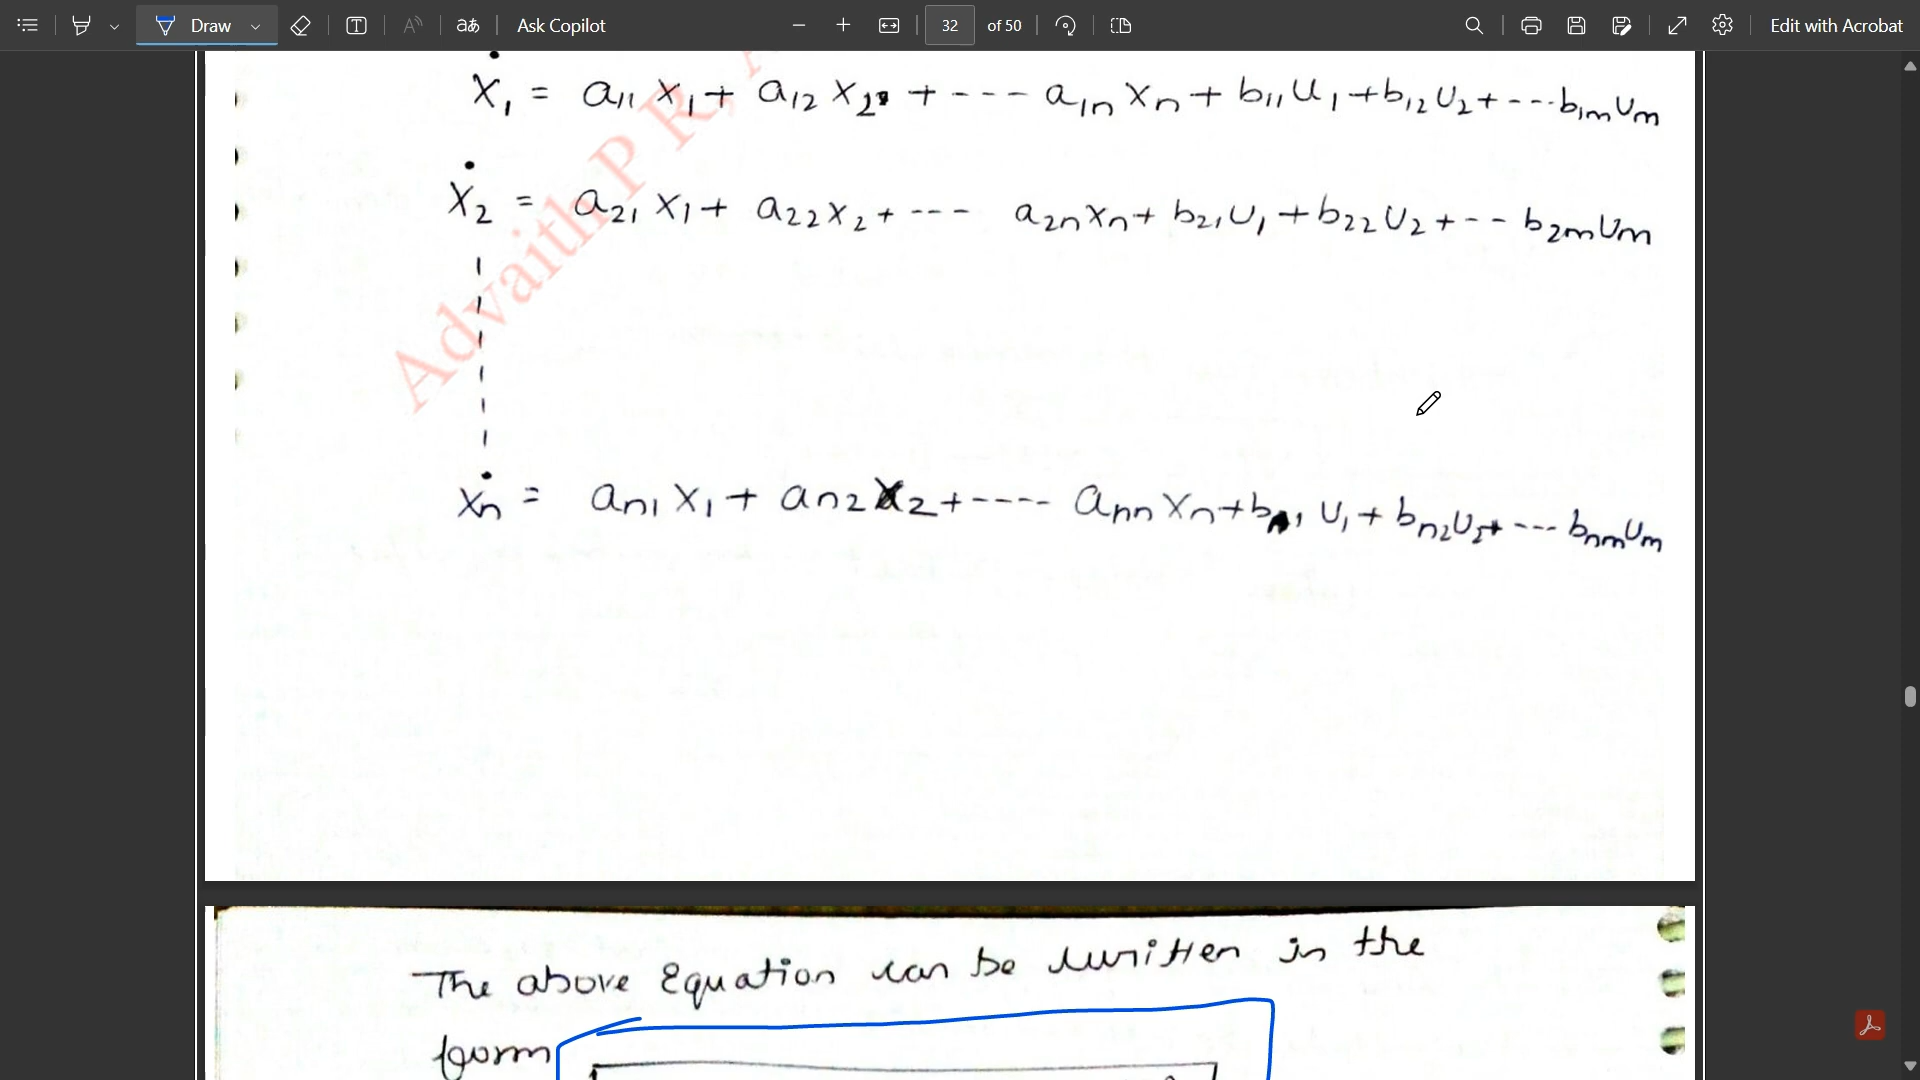 Draw
Ask Copilot
32 of 50
Edit with Acrobat
Ẋ₁ = a₁₁ X₁ + a₁₂ X₂ + --- a₁ₙ Xₙ + b₁₁ U₁ + b₁₂ U₂ + --- b₁ₘ Uₘ
Ẋ₂ = a₂₁ X₁ + a₂₂ X₂ + --- a₂ₙ Xₙ + b₂₁ U₁ + b₂₂ U₂ + -- b₂ₘ Uₘ
Ẋₙ = aₙ₁ X₁ + aₙ₂ X₂ + ---- aₙₙ Xₙ + bₙ₁ U₁ + bₙ₂ U₂ + --- bₙₘ Uₘ
Advaith P R,
The above Equation can be written in the
form